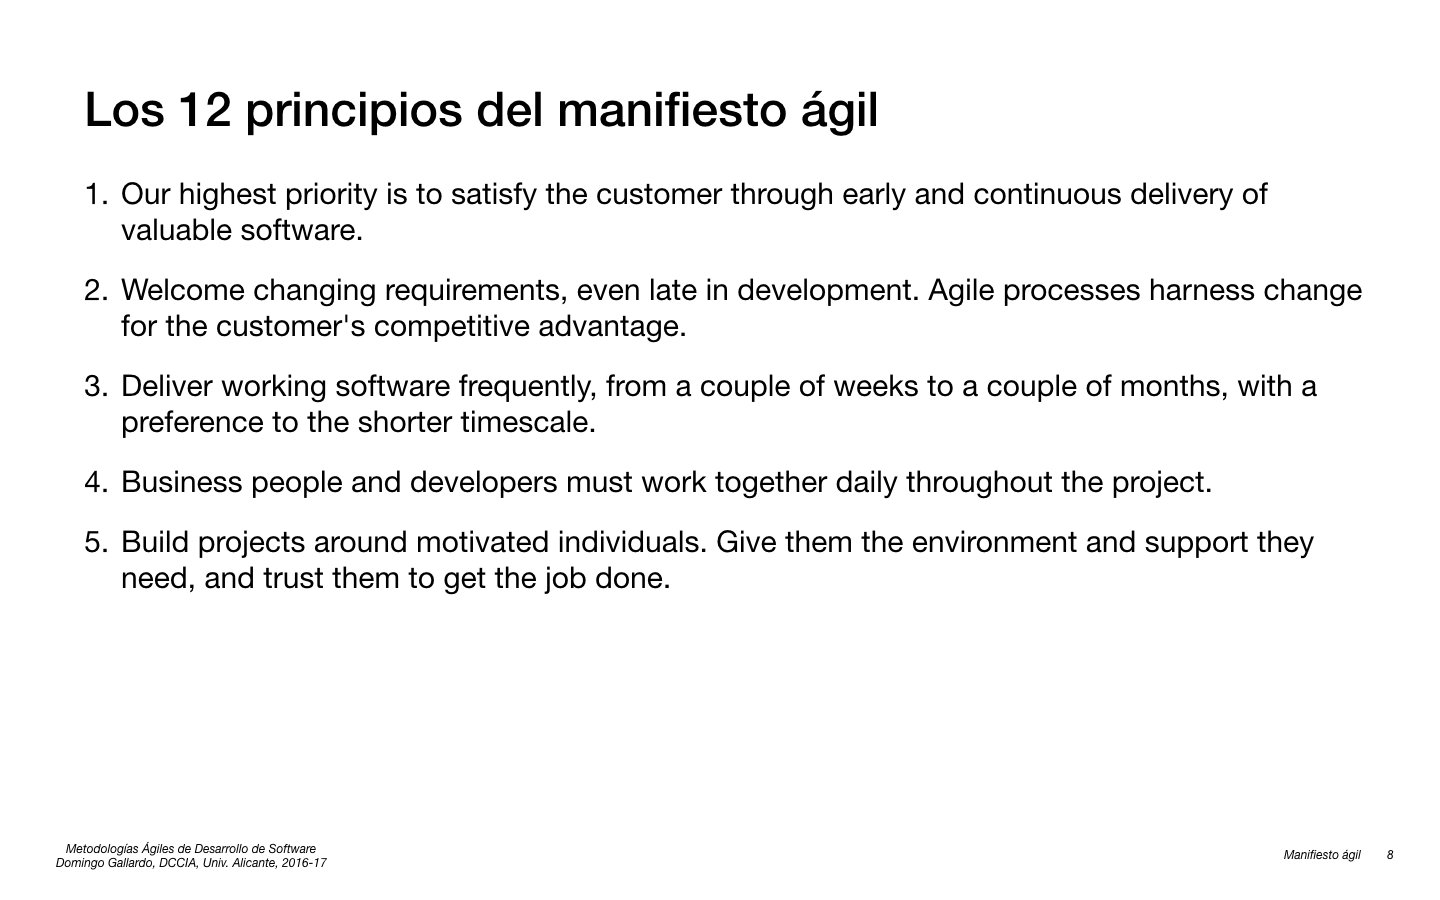 Los 12 principios del manifiesto ágil
1. Our highest priority is to satisfy the customer through early and continuous delivery of
valuable software.
2. Welcome changing requirements, even late in development. Agile processes harness change
for the customer's competitive advantage.
3. Deliver working software frequently, from a couple of weeks to a couple of months, with a
preference to the shorter timescale.
4. Business people and developers must work together daily throughout the project.
5. Build projects around motivated individuals. Give them the environment and support they
need, and trust them to get the job done.
Metodologías Ágiles de Desarrollo de Software
Domingo Gallardo, DCCIA, Univ. Alicante, 2016-17
Manifiesto ágil 8